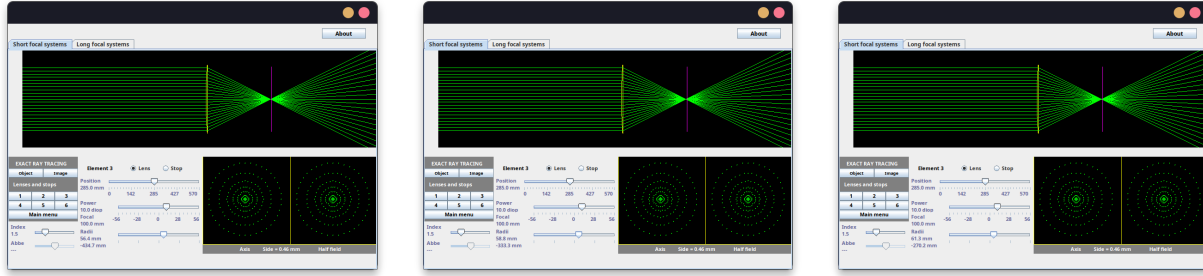 About
Short focal systems Long focal systems
EXACT RAY TRACING
Object Image
Lenses and stops
1 2 3
4 5 6
Main menu
Index
1.5
Abbe
---
Element 3 Lens Stop
Position
285.0 mm
0 142 285 427 570
Power
10.0 diop
Focal
100.0 mm
-56 -28 0 28 56
Radii
56.4 mm
-434.7 mm
Axis Side = 0.46 mm Half field
About
Short focal systems Long focal systems
EXACT RAY TRACING
Object Image
Lenses and stops
1 2 3
4 5 6
Main menu
Index
1.5
Abbe
---
Element 3 Lens Stop
Position
285.0 mm
0 142 285 427 570
Power
10.0 diop
Focal
100.0 mm
-56 -28 0 28 56
Radii
58.8 mm
-333.3 mm
Axis Side = 0.46 mm Half field
About
Short focal systems Long focal systems
EXACT RAY TRACING
Object Image
Lenses and stops
1 2 3
4 5 6
Main menu
Index
1.5
Abbe
---
Element 3 Lens Stop
Position
285.0 mm
0 142 285 427 570
Power
10.0 diop
Focal
100.0 mm
-56 -28 0 28 56
Radii
61.3 mm
-270.2 mm
Axis Side = 0.46 mm Half field